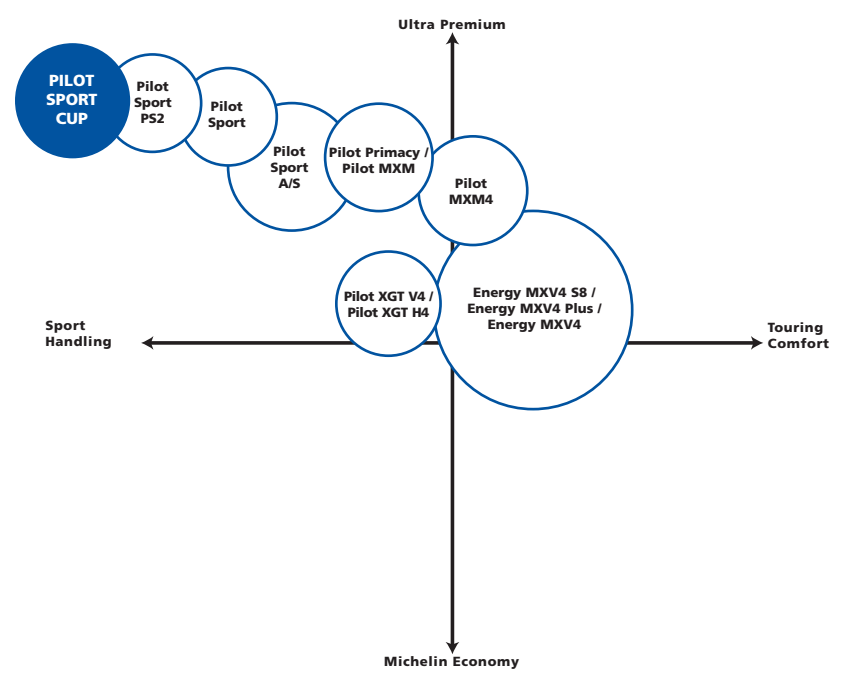 Ultra Premium
PILOT
SPORT
CUP
Pilot
Sport
PS2
Pilot
Sport
Pilot
Sport
A/S
Pilot Primacy /
Pilot MXM
Pilot
MXM4
Pilot XGT V4 /
Pilot XGT H4
Energy MXV4 S8 /
Energy MXV4 Plus /
Energy MXV4
Sport
Handling
Touring
Comfort
Michelin Economy